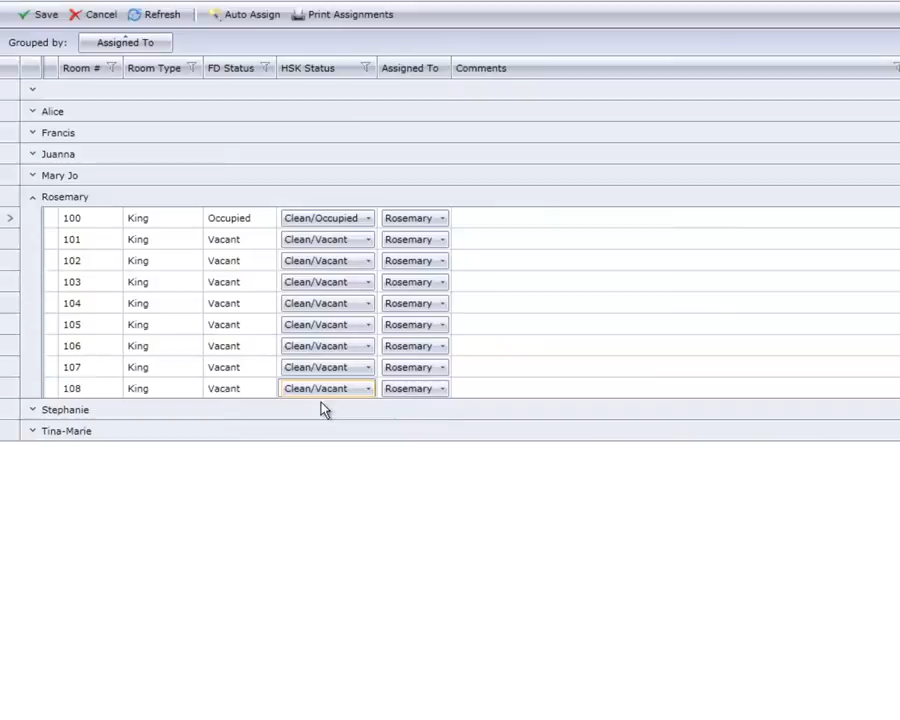 Save Cancel Refresh Auto Assign Print Assignments
Grouped by: Assigned To
Room # Room Type FD Status HSK Status Assigned To Comments
Alice
Francis
Juanna
Mary Jo
Rosemary
100 King Occupied Clean/Occupied Rosemary
101 King Vacant Clean/Vacant Rosemary
102 King Vacant Clean/Vacant Rosemary
103 King Vacant Clean/Vacant Rosemary
104 King Vacant Clean/Vacant Rosemary
105 King Vacant Clean/Vacant Rosemary
106 King Vacant Clean/Vacant Rosemary
107 King Vacant Clean/Vacant Rosemary
108 King Vacant Clean/Vacant Rosemary
Stephanie
Tina-Marie